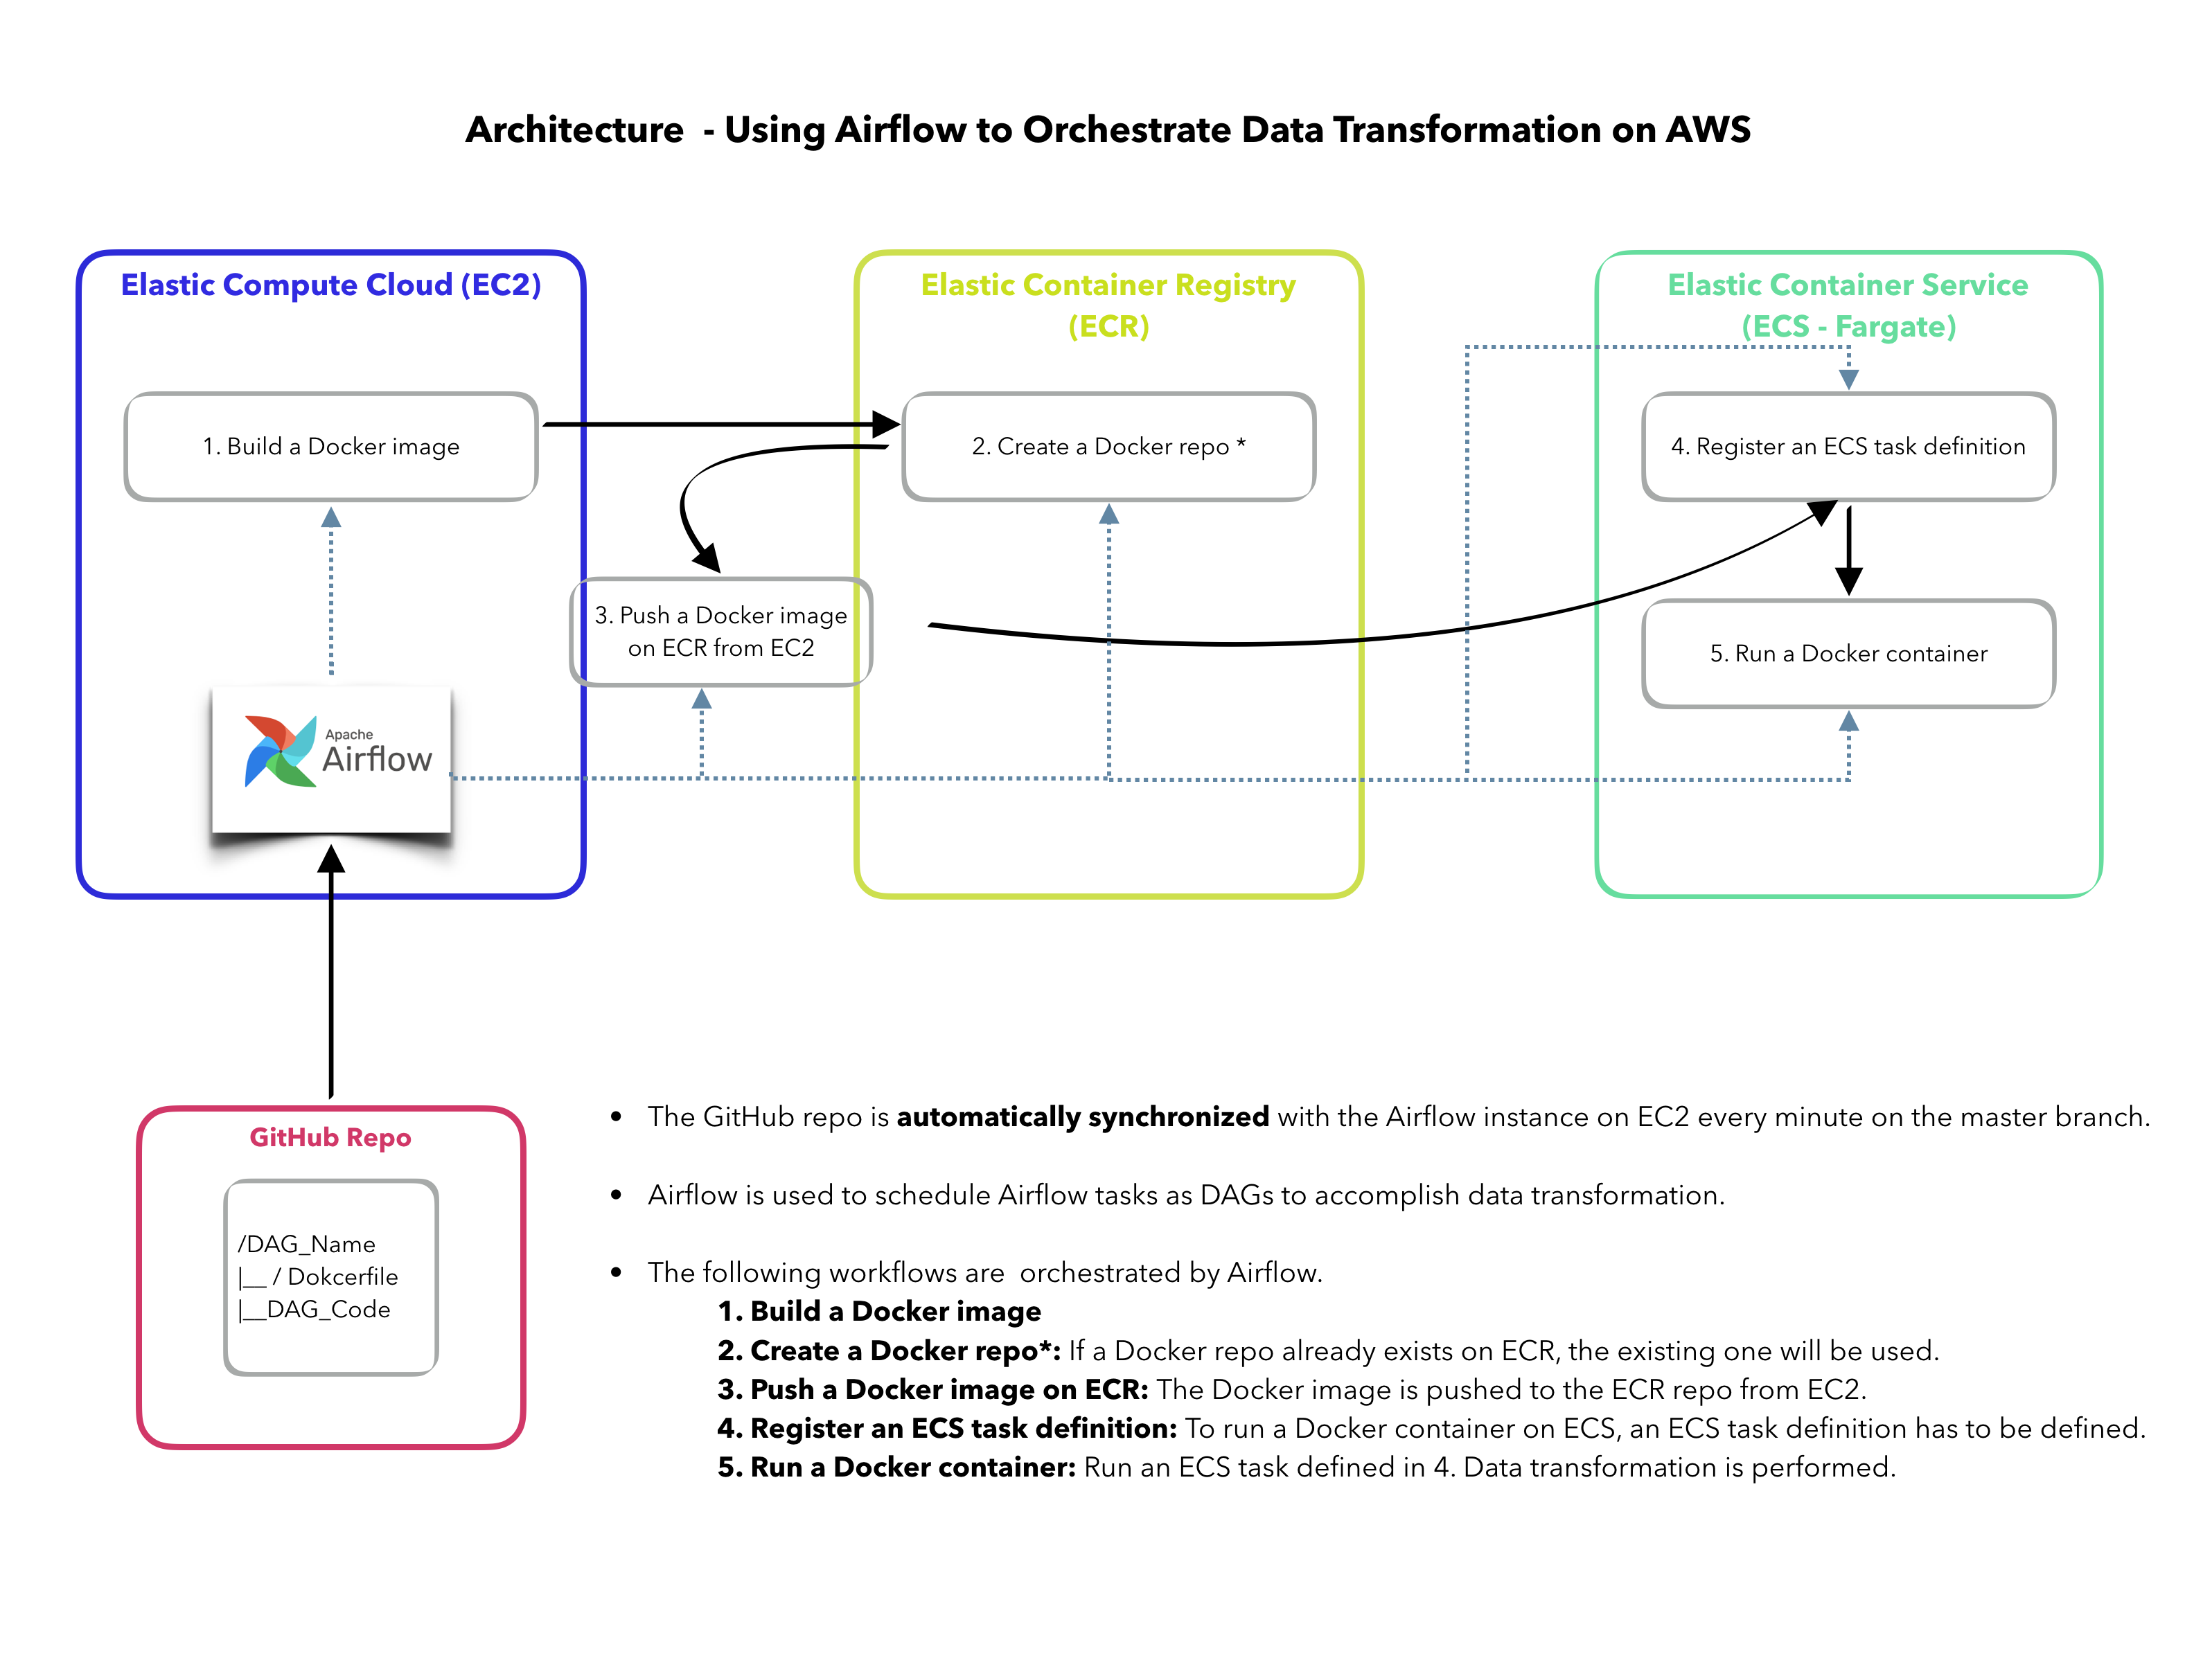 Architecture  - Using Airflow to Orchestrate Data Transformation on AWS
Elastic Compute Cloud (EC2)
1. Build a Docker image
Apache
Airflow
Elastic Container Registry
(ECR)
2. Create a Docker repo *
3. Push a Docker image
on ECR from EC2
Elastic Container Service
(ECS - Fargate)
4. Register an ECS task definition
5. Run a Docker container
GitHub Repo
/DAG_Name
|__ / Dokcerfile
|__DAG_Code
• The GitHub repo is automatically synchronized with the Airflow instance on EC2 every minute on the master branch.
• Airflow is used to schedule Airflow tasks as DAGs to accomplish data transformation.
• The following workflows are  orchestrated by Airflow.
1. Build a Docker image
2. Create a Docker repo*: If a Docker repo already exists on ECR, the existing one will be used.
3. Push a Docker image on ECR: The Docker image is pushed to the ECR repo from EC2.
4. Register an ECS task definition: To run a Docker container on ECS, an ECS task definition has to be defined.
5. Run a Docker container: Run an ECS task defined in 4. Data transformation is performed.